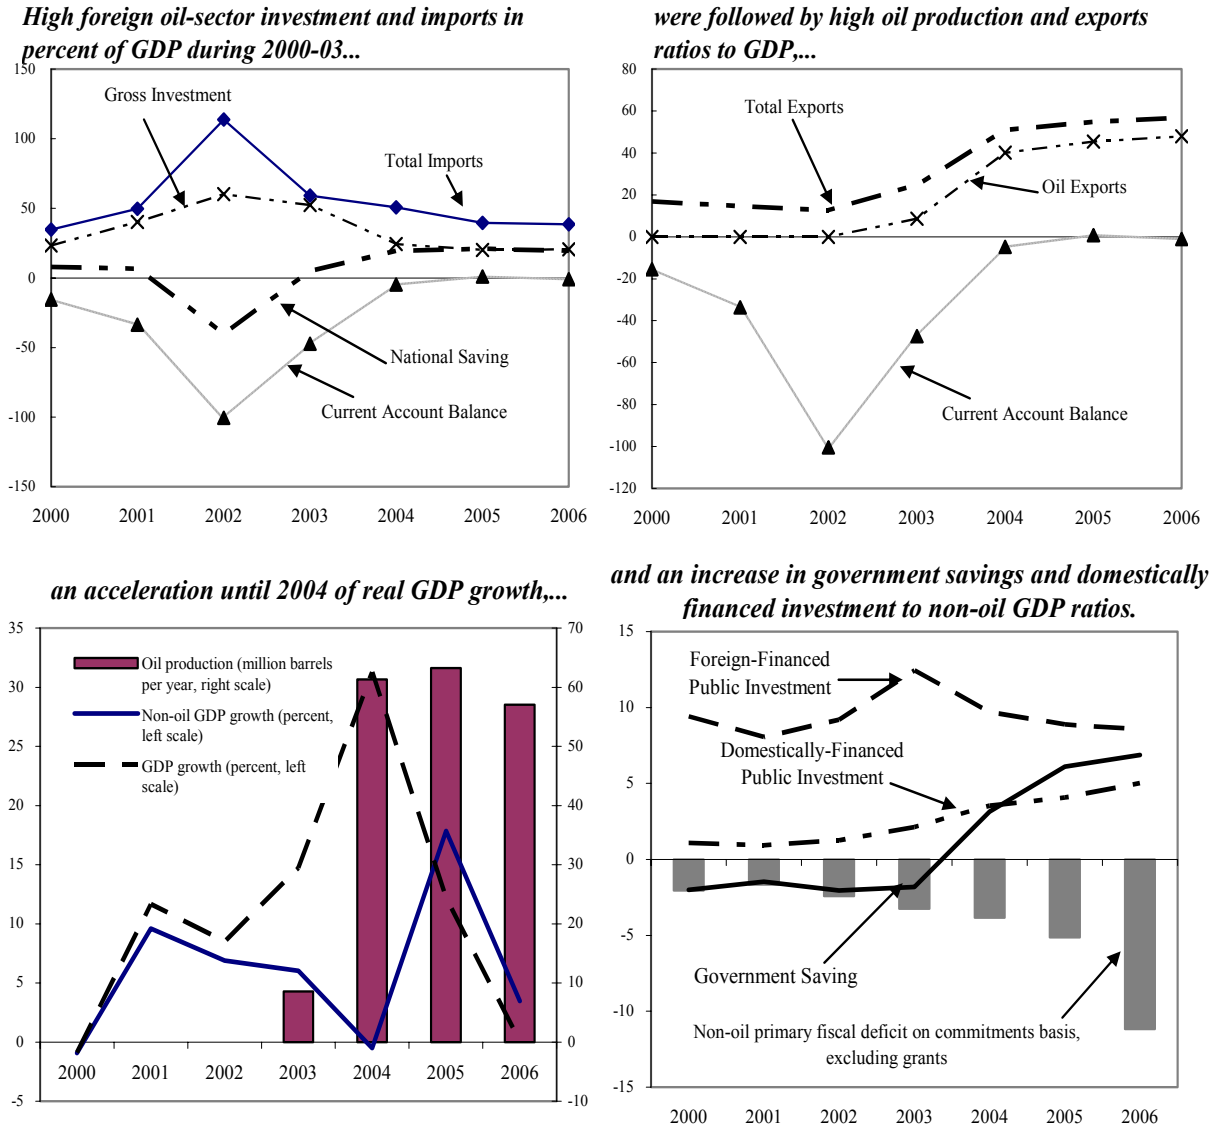 High foreign oil-sector investment and imports in
percent of GDP during 2000-03...
150
100
50
0
-50
-100
-150
Gross Investment
Total Imports
National Saving
Current Account Balance
2000 2001 2002 2003 2004 2005 2006
were followed by high oil production and exports
ratios to GDP,...
80
60
40
20
0
-20
-40
-60
-80
-100
-120
Total Exports
Oil Exports
Current Account Balance
2000 2001 2002 2003 2004 2005 2006
an acceleration until 2004 of real GDP growth,...
35
30
25
20
15
10
5
0
-5
Oil production (million barrels
per year, right scale)
Non-oil GDP growth (percent,
left scale)
GDP growth (percent, left
scale)
70
60
50
40
30
20
10
0
-10
2000 2001 2002 2003 2004 2005 2006
and an increase in government savings and domestically
financed investment to non-oil GDP ratios.
15
10
5
0
-5
-10
-15
Foreign-Financed
Public Investment
Domestically-Financed
Public Investment
Government Saving
Non-oil primary fiscal deficit on commitments basis,
excluding grants
2000 2001 2002 2003 2004 2005 2006